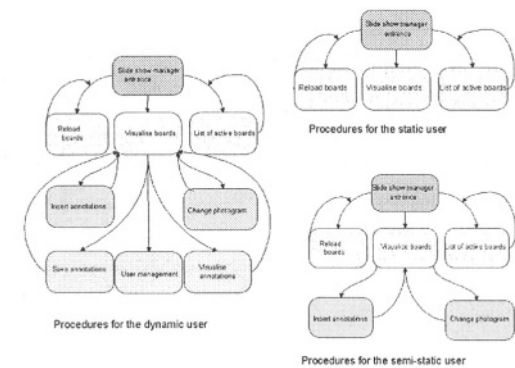 Slide show manager
entrance
Reload
boards
Visualise boards
List of active boards
Insert annotations
Change photogram
Save annotations
User management
Visualise
annotations
Procedures for the dynamic user
Slide show manager
entrance
Reload boards
Visualise boards
List of active boards
Procedures for the static user
Slide show manager
entrance
Reload
boards
Visualise boards
List of active boards
Insert annotations
Change photogram
Procedures for the semi-static user